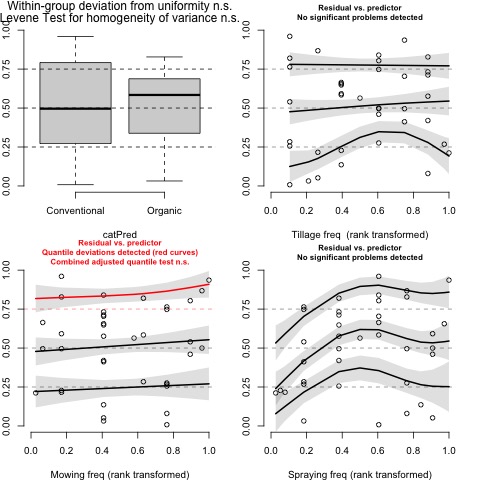 Within-group deviation from uniformity n.s.
Levene Test for homogeneity of variance n.s.
0.00 0.25 0.50 0.75 1.00
Conventional Organic
catPred
Residual vs. predictor
No significant problems detected
0.00 0.25 0.50 0.75 1.00
0.0 0.2 0.4 0.6 0.8 1.0
Tillage freq (rank transformed)
Residual vs. predictor
Quantile deviations detected (red curves)
Combined adjusted quantile test n.s.
0.00 0.25 0.50 0.75 1.00
0.0 0.2 0.4 0.6 0.8 1.0
Mowing freq (rank transformed)
Residual vs. predictor
No significant problems detected
0.00 0.25 0.50 0.75 1.00
0.0 0.2 0.4 0.6 0.8 1.0
Spraying freq (rank transformed)